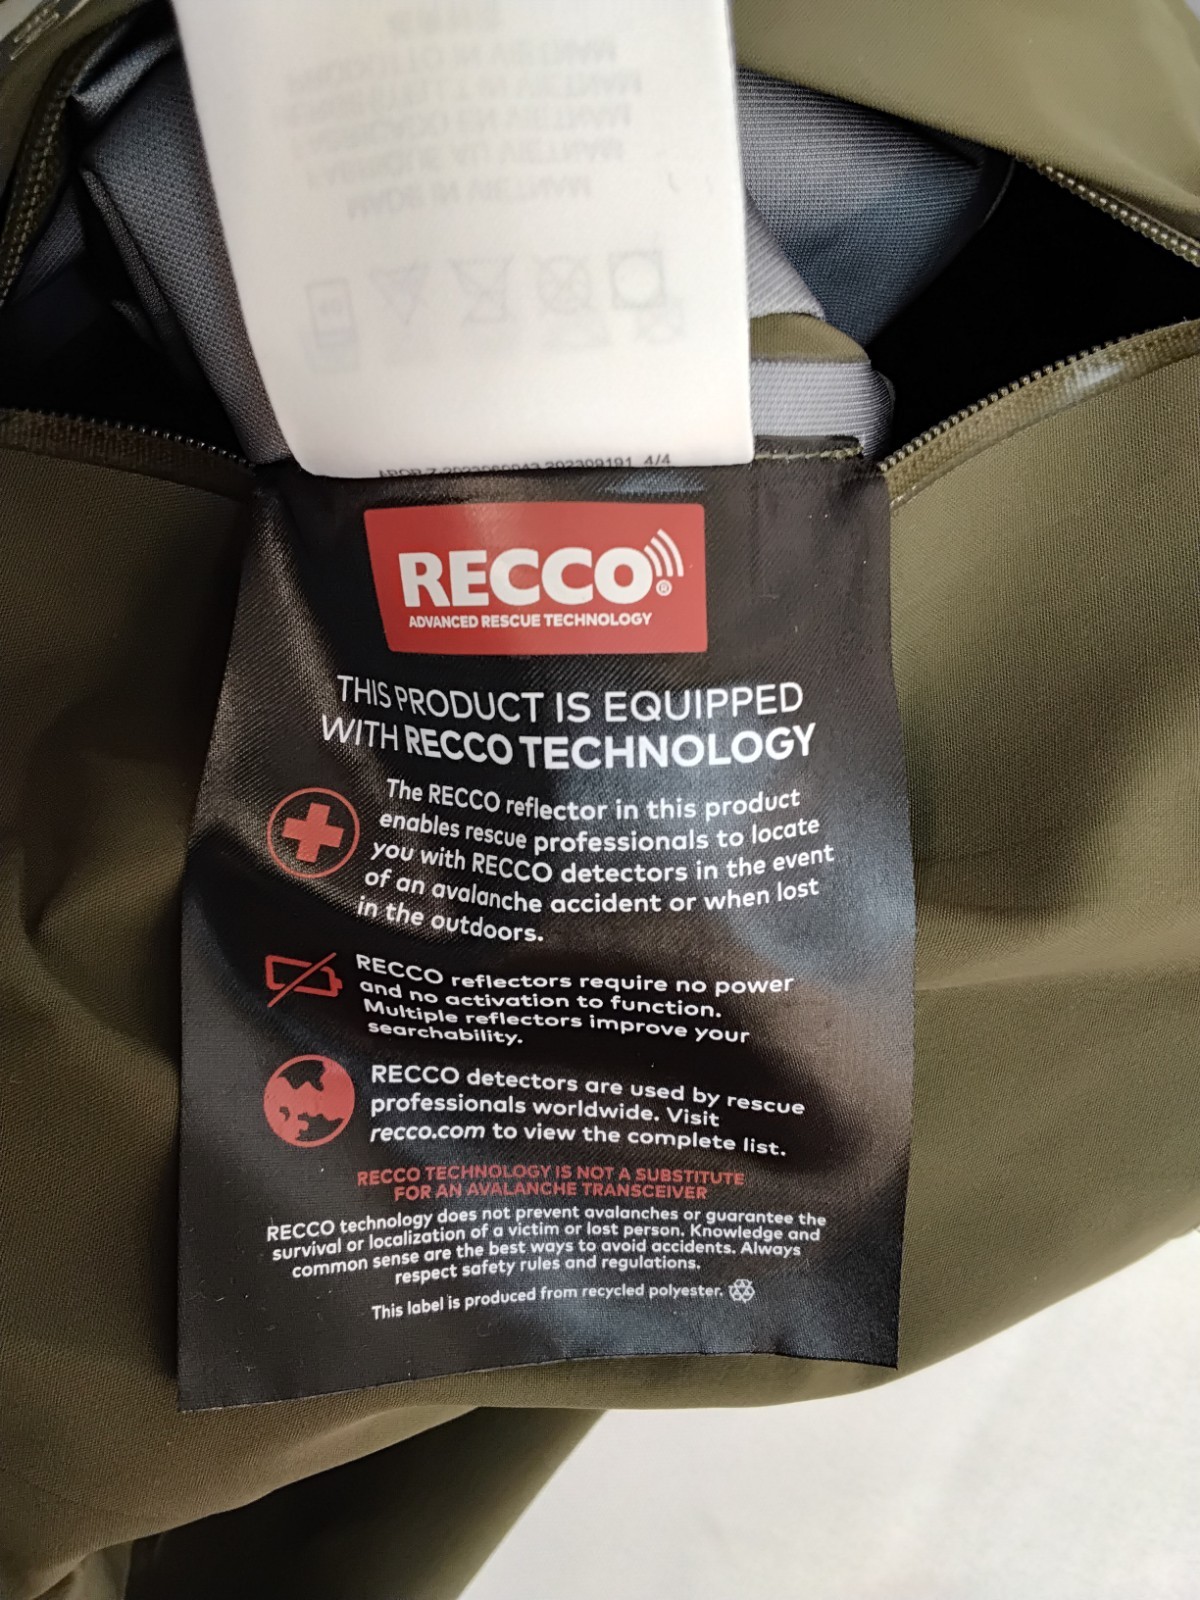 4/4
RECCO®
ADVANCED RESCUE TECHNOLOGY
THIS PRODUCT IS EQUIPPED
WITH RECCO TECHNOLOGY
The RECCO reflector in this product
enables rescue professionals to locate
you with RECCO detectors in the event
of an avalanche accident or when lost
in the outdoors.
RECCO reflectors require no power
and no activation to function.
Multiple reflectors improve your
searchability.
RECCO detectors are used by rescue
professionals worldwide. Visit
recco.com to view the complete list.
RECCO TECHNOLOGY IS NOT A SUBSTITUTE
FOR AN AVALANCHE TRANSCEIVER
RECCO technology does not prevent avalanches or guarantee the
survival or localization of a victim or lost person. Knowledge and
common sense are the best ways to avoid accidents. Always
respect safety rules and regulations.
This label is produced from recycled polyester.